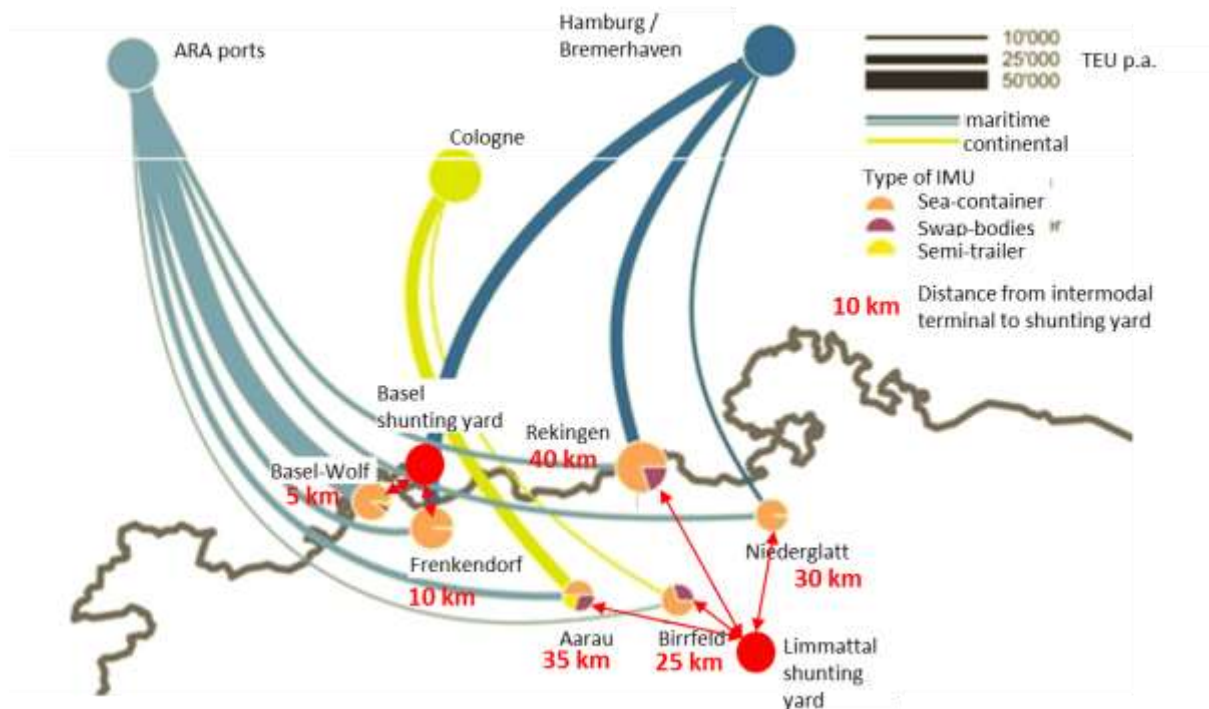 ARA ports
Hamburg /
Bremerhaven
Cologne
10'000
25'000
50'000
TEU p.a.
maritime
continental
Type of IMU
Sea-container
Swap-bodies
Semi-trailer
10 km
Distance from intermodal
terminal to shunting yard
Basel
shunting yard
Rekingen
40 km
Basel-Wolf
5 km
Frenkendorf
10 km
Niederglatt
30 km
Aarau
35 km
Birrfeld
25 km
Limmattal
shunting
yard